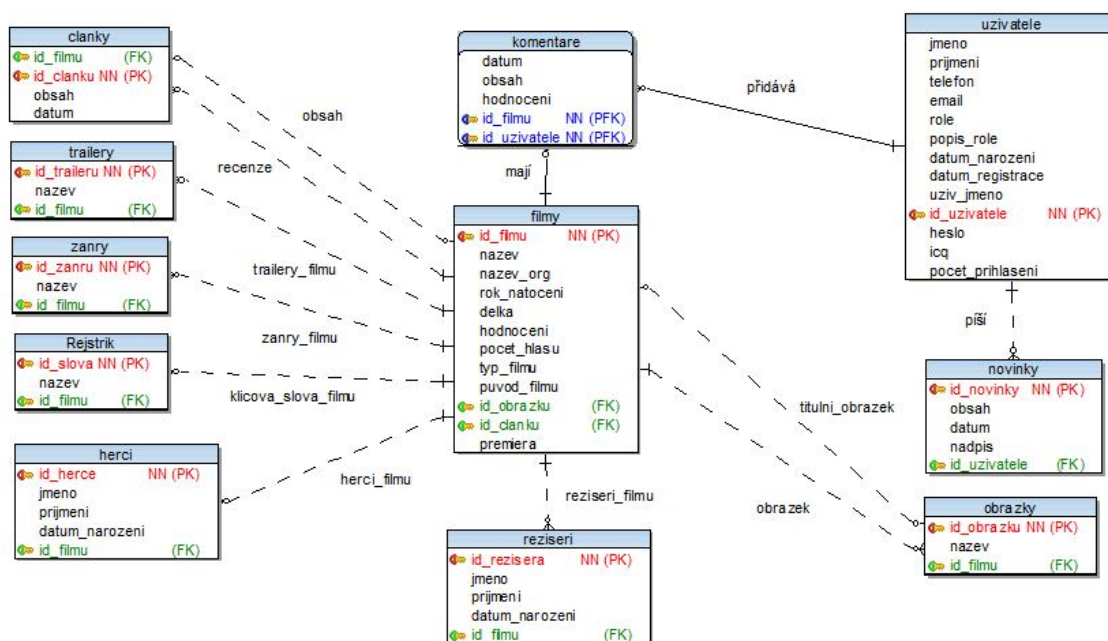 clanky
id_filmu (FK)
id_clanku NN (PK)
obsah
datum
trailery
id_traileru NN (PK)
nazev
id_filmu (FK)
zanry
id_zanru NN (PK)
nazev
id_filmu (FK)
Rejstrik
id_slova NN (PK)
nazev
id_filmu (FK)
herci
id_herce NN (PK)
jmeno
prijmeni
datum_narozeni
id_filmu (FK)
obsah
recenze
trailery_filmu
zanry_filmu
klicova_slova_filmu
herci_filmu
komentare
datum
obsah
hodnoceni
id_filmu NN (PFK)
id_uzivatele NN (PFK)
mají
filmy
id_filmu NN (PK)
nazev
nazev_org
rok_natoceni
delka
hodnoceni
pocet_hlasu
typ_filmu
puvod_filmu
id_obrazku (FK)
id_clanku (FK)
premiera
reziseri_filmu
reziseri
id_rezisera NN (PK)
jmeno
prijmeni
datum_narozeni
id_filmu (FK)
přidává
titulni_obrazek
obrazek
uzivatele
jmeno
prijmeni
telefon
email
role
popis_role
datum_narozeni
datum_registrace
uziv_jmeno
id_uzivatele NN (PK)
heslo
icq
pocet_prihlaseni
píší
novinky
id_novinky NN (PK)
obsah
datum
nadpis
id_uzivatele (FK)
obrazky
id_obrazku NN (PK)
nazev
id_filmu (FK)